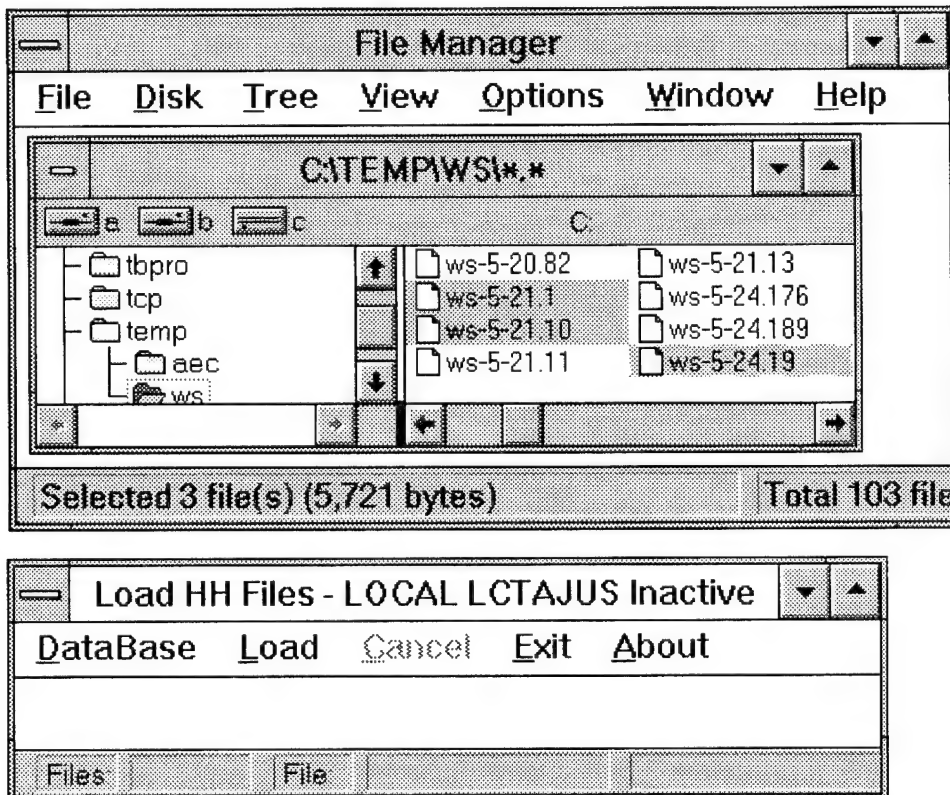 File Manager
File Disk Tree View Options Window Help
C:\TEMP\WS\*.*
a b c C:
tbpro ws-5-20.82 ws-5-21.13
tcp ws-5-21.1 ws-5-24.176
temp ws-5-21.10 ws-5-24.189
aec ws-5-21.11 ws-5-24.19
ws
Selected 3 file(s) (5,721 bytes) Total 103 file
Load HH Files - LOCAL LCTAJUS Inactive
DataBase Load Cancel Exit About
Files File